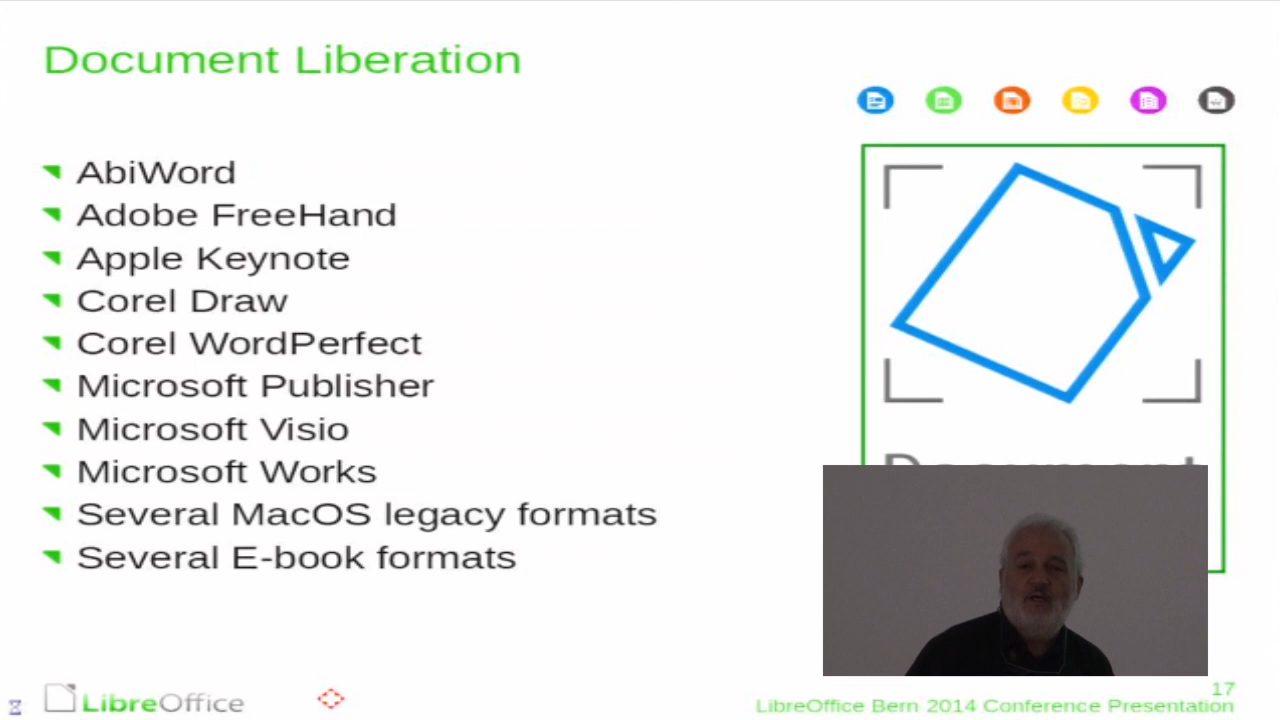 Document Liberation
AbiWord
Adobe FreeHand
Apple Keynote
Corel Draw
Corel WordPerfect
Microsoft Publisher
Microsoft Visio
Microsoft Works
Several MacOS legacy formats
Several E-book formats
LibreOffice
17
LibreOffice Bern 2014 Conference Presentation